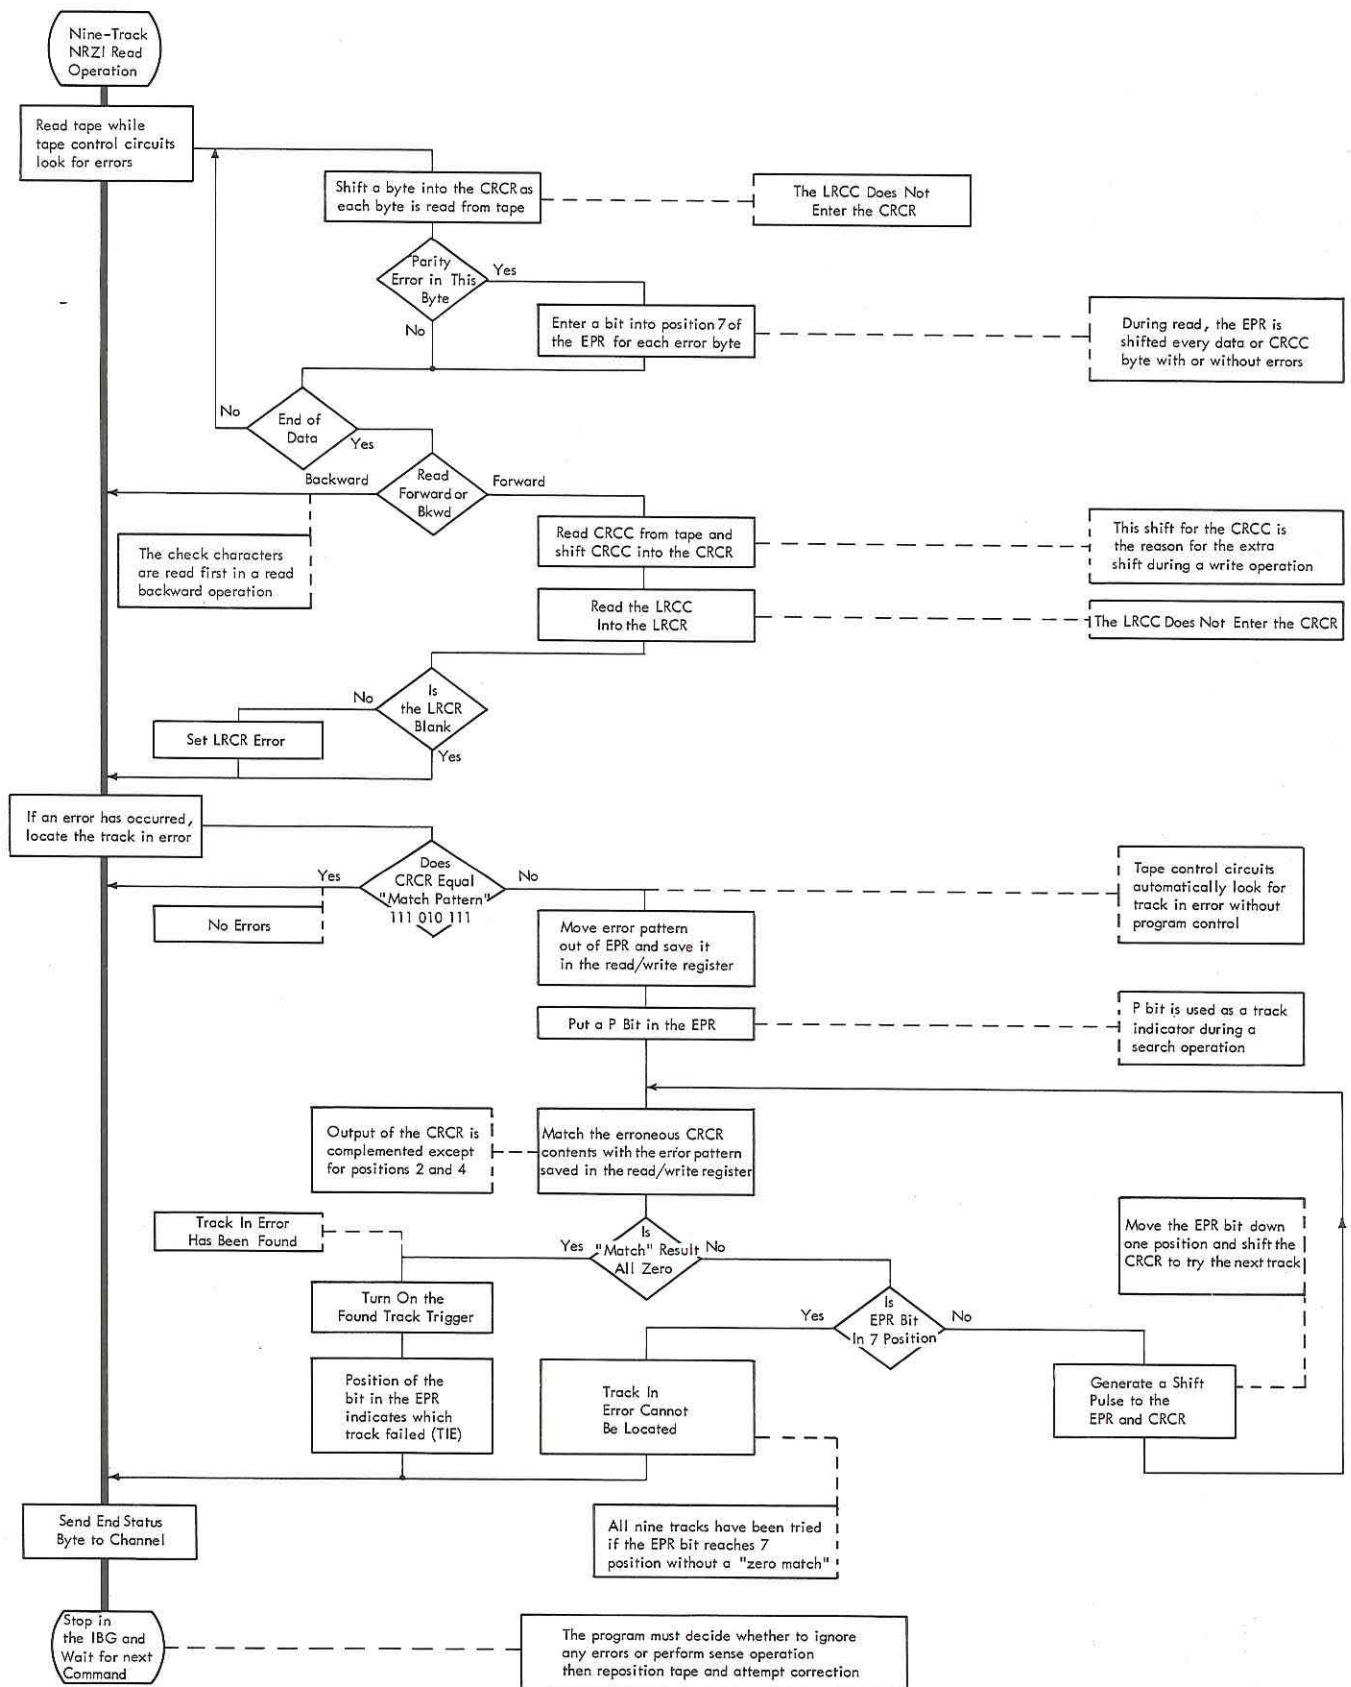 Nine-Track
NRZI Read
Operation
Read tape while
tape control circuits
look for errors
Shift a byte into the CRCR as
each byte is read from tape
The LRCC Does Not
Enter the CRCR
Parity
Error in This
Byte
Yes
No
Enter a bit into position 7 of
the EPR for each error byte
During read, the EPR is
shifted every data or CRCC
byte with or without errors
End of
Data
No
Yes
Read
Forward or
Bkwd
Backward
Forward
The check characters
are read first in a read
backward operation
Read CRCC from tape and
shift CRCC into the CRCR
This shift for the CRCC is
the reason for the extra
shift during a write operation
Read the LRCC
Into the LRCR
The LRCC Does Not Enter the CRCR
Is
the LRCR
Blank
No
Yes
Set LRCR Error
If an error has occurred,
locate the track in error
Does
CRCR Equal
"Match Pattern"
111 010 111
Yes
No
No Errors
Tape control circuits
automatically look for
track in error without
program control
Move error pattern
out of EPR and save it
in the read/write register
Put a P Bit in the EPR
P bit is used as a track
indicator during a
search operation
Output of the CRCR is
complemented except
for positions 2 and 4
Match the erroneous CRCR
contents with the error pattern
saved in the read/write register
Track In Error
Has Been Found
Is
"Match" Result
All Zero
Yes
No
Move the EPR bit down
one position and shift the
CRCR to try the next track
Turn On the
Found Track Trigger
Is
EPR Bit
In 7 Position
Yes
No
Position of the
bit in the EPR
indicates which
track failed (TIE)
Track In
Error Cannot
Be Located
Generate a Shift
Pulse to the
EPR and CRCR
Send End Status
Byte to Channel
All nine tracks have been tried
if the EPR bit reaches 7
position without a "zero match"
Stop in
the IBG and
Wait for next
Command
The program must decide whether to ignore
any errors or perform sense operation
then reposition tape and attempt correction